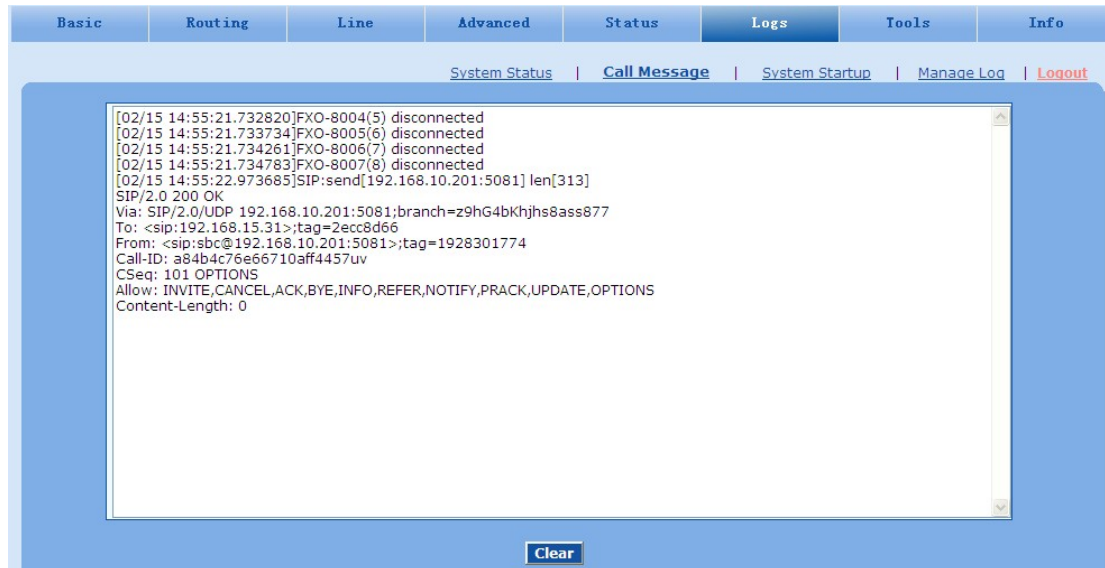 Basic Routing Line Advanced Status Logs Tools Info
System Status | Call Message | System Startup | Manage Log | Logout
[02/15 14:55:21.732820]FXO-8004(5) disconnected
[02/15 14:55:21.733734]FXO-8005(6) disconnected
[02/15 14:55:21.734261]FXO-8006(7) disconnected
[02/15 14:55:21.734783]FXO-8007(8) disconnected
[02/15 14:55:22.973685]SIP:send[192.168.10.201:5081] len[313]
SIP/2.0 200 OK
Via: SIP/2.0/UDP 192.168.10.201:5081;branch=z9hG4bKhjhs8ass877
To: <sip:192.168.15.31>;tag=2ecc8d66
From: <sip:sbc@192.168.10.201:5081>;tag=1928301774
Call-ID: a84b4c76e66710aff4457uv
CSeq: 101 OPTIONS
Allow: INVITE,CANCEL,ACK,BYE,INFO,REFER,NOTIFY,PRACK,UPDATE,OPTIONS
Content-Length: 0
Clear